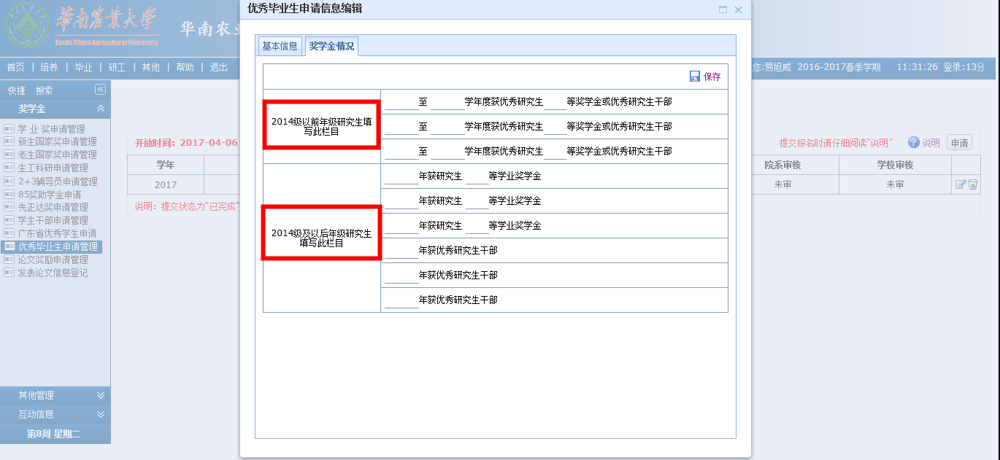 华南农业大学
South China Agricultural University
华南农
优秀毕业生申请信息编辑
首页 | 培养 | 毕业 | 研工 | 其他 | 帮助 | 退出
您:易旭威 2016-2017春季学期 11:31:26 登录:13分
快捷 搜索
奖学金
学 业 奖申请管理
新生国家奖申请管理
老生国家奖申请管理
生工科研申请管理
2+3辅导员申请管理
85奖助学金申请
先正达奖申请管理
学生干部申请管理
广东省优秀学生申请
优秀毕业生申请管理
论文奖励申请管理
发表论文信息登记
其他管理
互动信息
第8周 星期二
开放时间: 2017-04-06
学年
2017
说明: 提交状态为“已完成”
基本信息 奖学金情况
保存
2014级以前年级研究生填
写此栏目
______至 ______学年度获优秀研究生____等奖学金或优秀研究生干部
______至 ______学年度获优秀研究生____等奖学金或优秀研究生干部
______至 ______学年度获优秀研究生____等奖学金或优秀研究生干部
2014级及以后年级研究生
填写此栏目
______年获研究生 ____等学业奖学金
______年获研究生 ____等学业奖学金
______年获研究生 ____等学业奖学金
______年获优秀研究生干部
______年获优秀研究生干部
______年获优秀研究生干部
提交报名时请仔细阅读“说明” 说明 申请
院系审核 学校审核
未审 未审